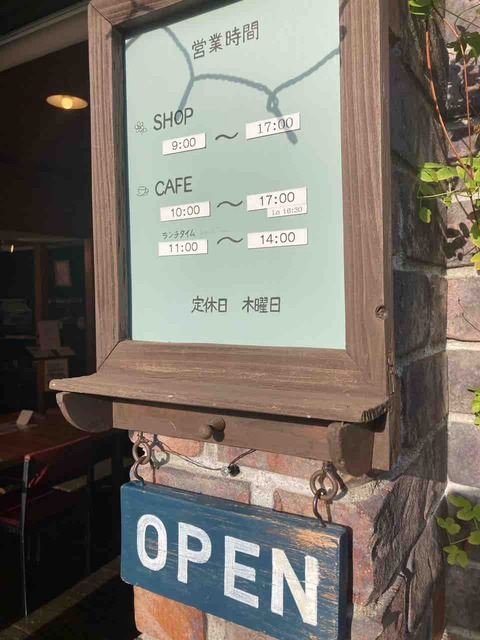 営業時間
SHOP
9:00 〜 17:00
CAFE
10:00 〜 17:00
Lo 16:30
ランチタイム
11:00 〜 14:00
定休日 木曜日
OPEN